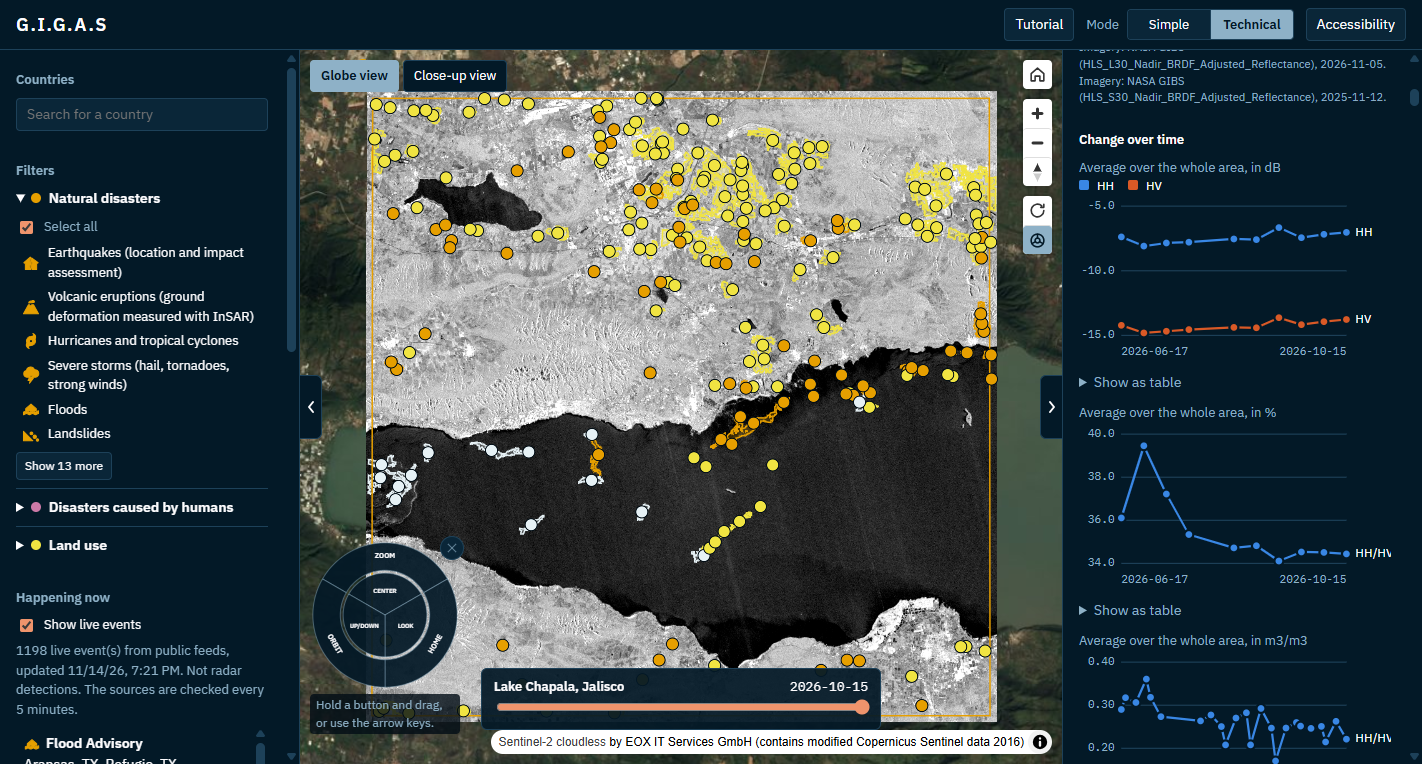 G.I.G.A.S
Tutorial
Mode
Simple
Technical
Accessibility
Countries
Search for a country
Filters
Natural disasters
Select all
Earthquakes (location and impact
assessment)
Volcanic eruptions (ground
deformation measured with InSAR)
Hurricanes and tropical cyclones
Severe storms (hail, tornadoes,
strong winds)
Floods
Landslides
Show 13 more
Disasters caused by humans
Land use
Happening now
Show live events
1198 live event(s) from public feeds,
updated 11/14/26, 7:21 PM. Not radar
detections. The sources are checked every
5 minutes.
Flood Advisory
Globe view
Close-up view
ZOOM
CENTER
UP/DOWN
LOOK
ORBIT
HOME
Hold a button and drag,
or use the arrow keys.
Lake Chapala, Jalisco
2026-10-15
Sentinel-2 cloudless by EOX IT Services GmbH (contains modified Copernicus Sentinel data 2016)
(HLS_L30_Nadir_BRDF_Adjusted_Reflectance), 2026-11-05.
Imagery: NASA GIBS
(HLS_S30_Nadir_BRDF_Adjusted_Reflectance), 2025-11-12.
Change over time
Average over the whole area, in dB
HH
HV
-5.0
HH
-10.0
HV
-15.0
2026-06-17
2026-10-15
Show as table
Average over the whole area, in %
40.0
38.0
36.0
HH/HV
34.0
2026-06-17
2026-10-15
Show as table
Average over the whole area, in m3/m3
0.40
0.30
HH/HV
0.20